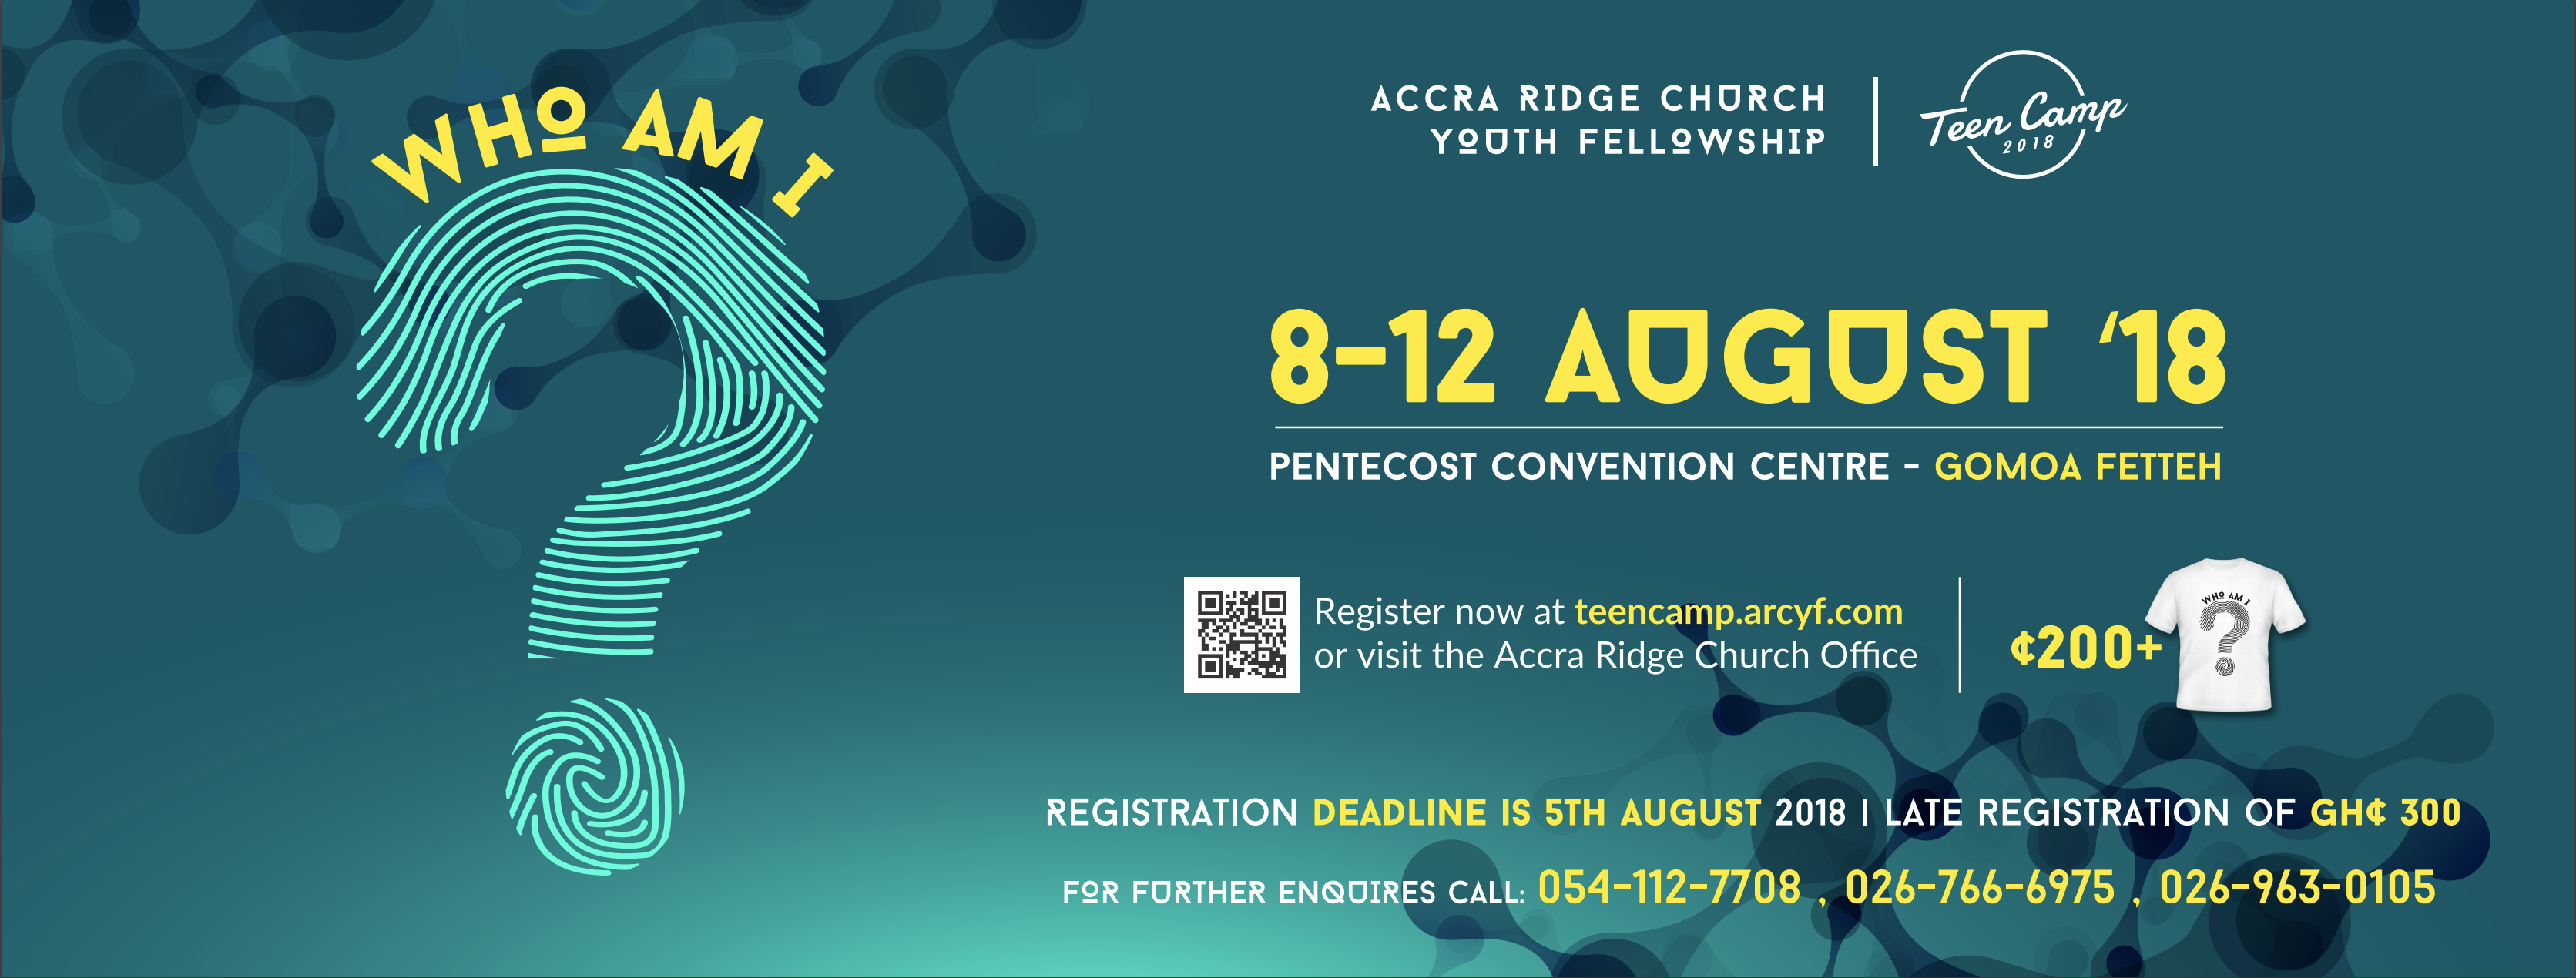 WHO AM I
ACCRA RIDGE CHURCH
YOUTH FELLOWSHIP
Teen Camp
2018
8-12 AUGUST '18
PENTECOST CONVENTION CENTRE - GOMOA FETTEH
Register now at teencamp.arcyf.com
or visit the Accra Ridge Church Office
¢200+
WHO AM I
REGISTRATION DEADLINE IS 5TH AUGUST 2018 | LATE REGISTRATION OF GH¢ 300
FOR FURTHER ENQUIRES CALL: 054-112-7708 , 026-766-6975 , 026-963-0105